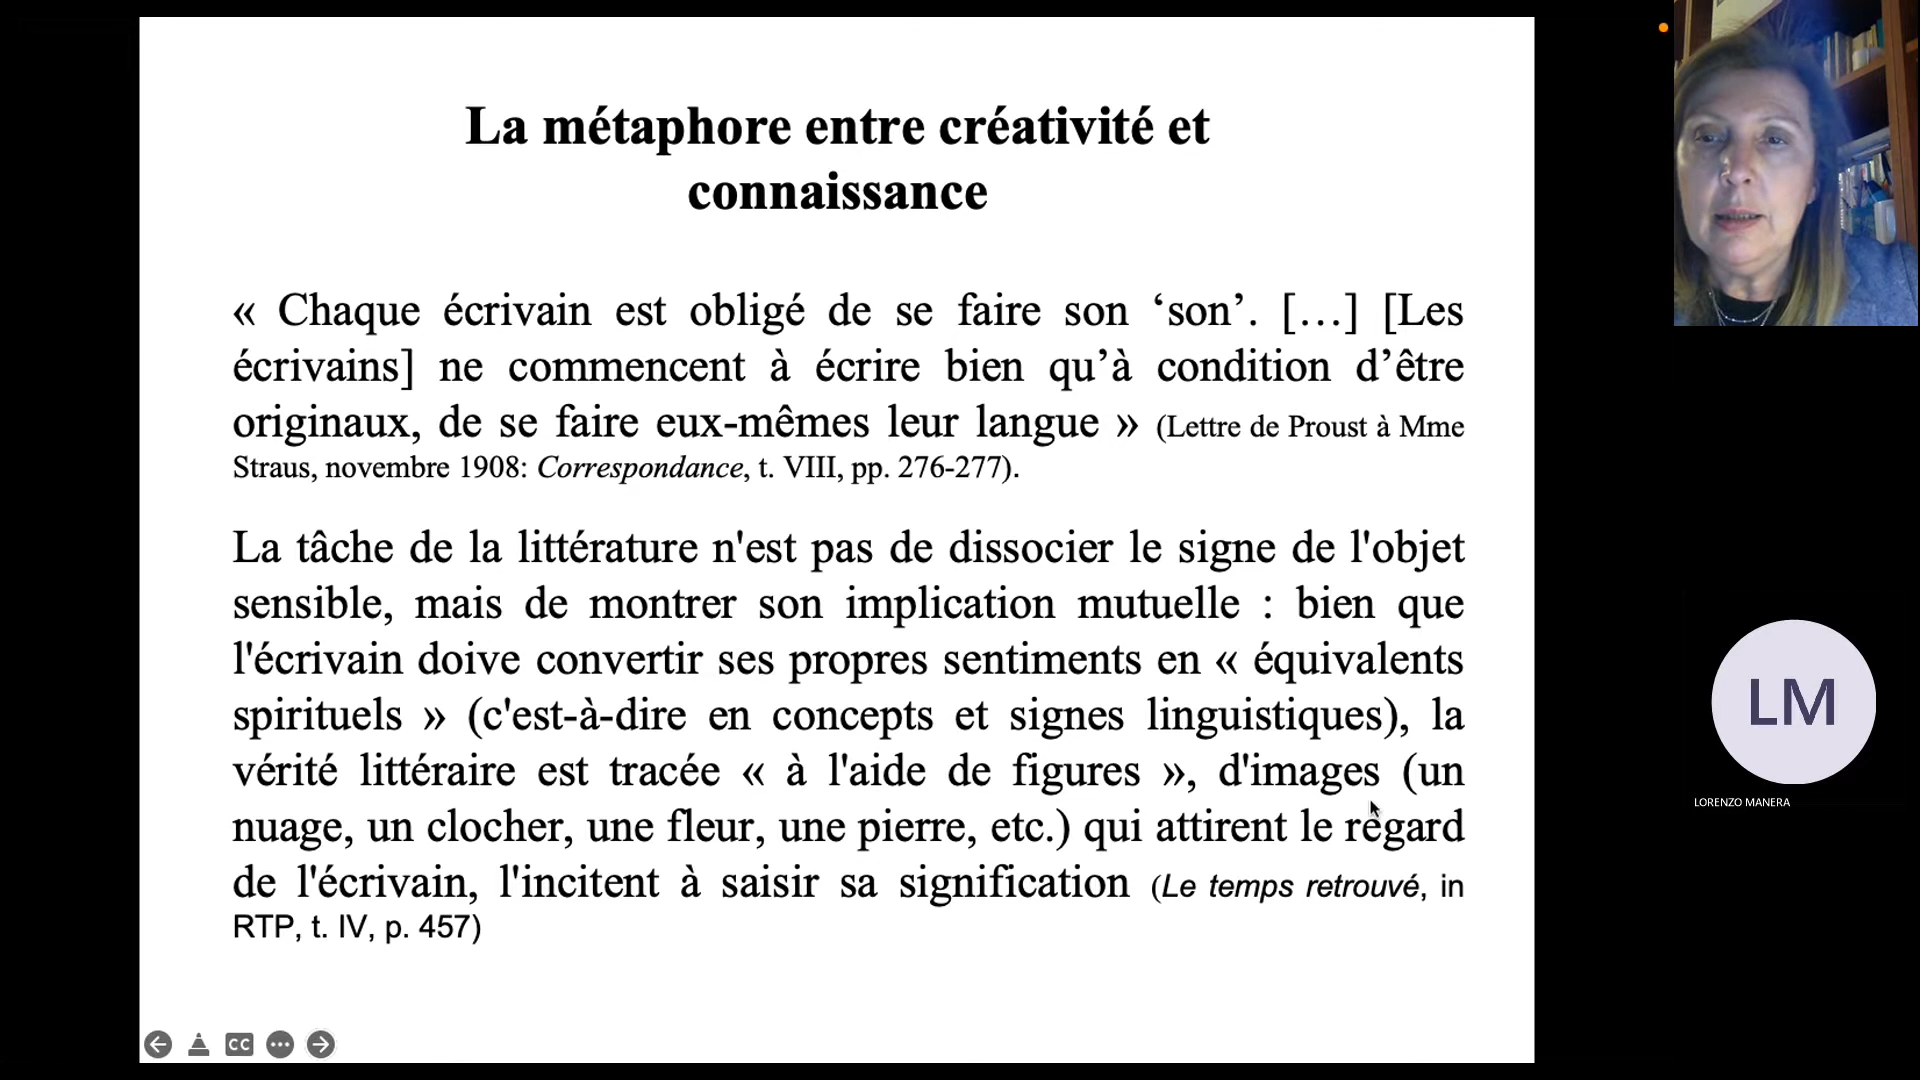 La métaphore entre créativité et
connaissance
« Chaque écrivain est obligé de se faire son ‘son’. […] [Les
écrivains] ne commencent à écrire bien qu’à condition d’être
originaux, de se faire eux-mêmes leur langue » (Lettre de Proust à Mme
Straus, novembre 1908: Correspondance, t. VIII, pp. 276-277).
La tâche de la littérature n'est pas de dissocier le signe de l'objet
sensible, mais de montrer son implication mutuelle : bien que
l'écrivain doive convertir ses propres sentiments en « équivalents
spirituels » (c'est-à-dire en concepts et signes linguistiques), la
vérité littéraire est tracée « à l'aide de figures », d'images (un
nuage, un clocher, une fleur, une pierre, etc.) qui attirent le regard
de l'écrivain, l'incitent à saisir sa signification (Le temps retrouvé, in
RTP, t. IV, p. 457)
CC
LM
LORENZO MANERA